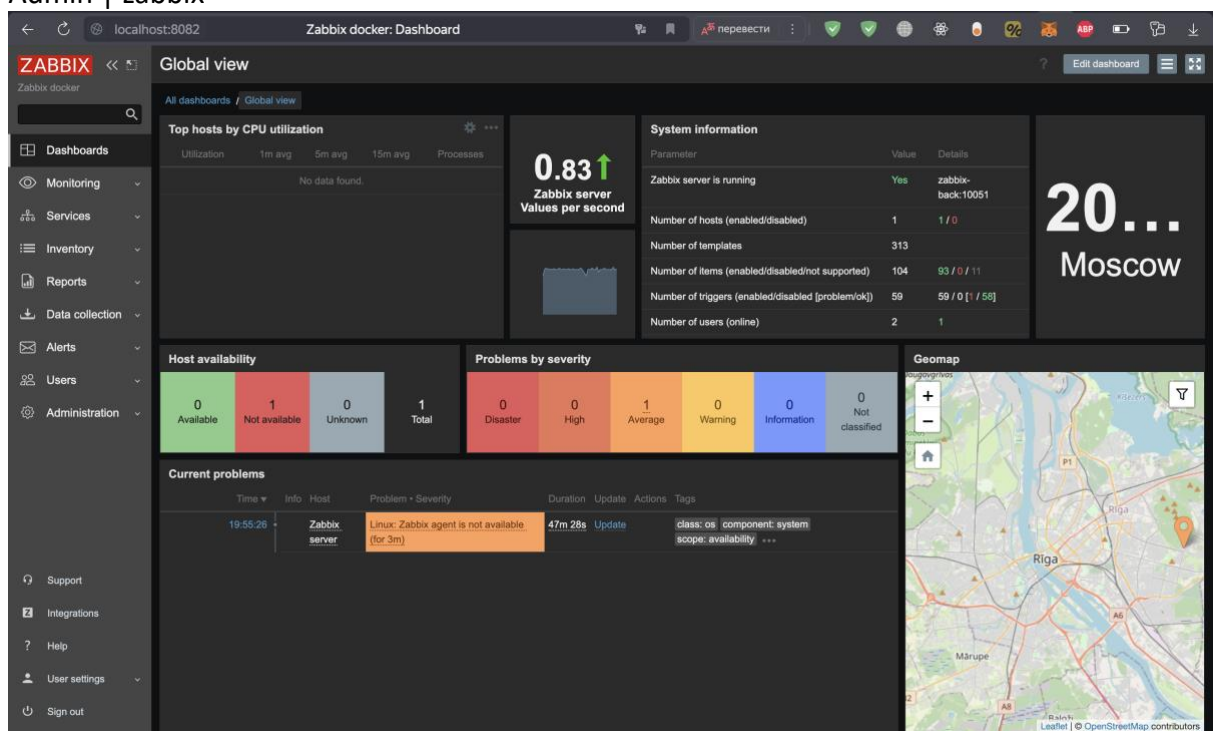 Admin | zabbix
localhost:8082
Zabbix docker: Dashboard
перевести
ABP
ZABBIX
Zabbix docker
Global view
?
Edit dashboard
All dashboards / Global view
Dashboards
Monitoring
Services
Inventory
Reports
Data collection
Alerts
Users
Administration
Support
Integrations
? Help
User settings
Sign out
Top hosts by CPU utilization
Utilization 1m avg 5m avg 15m avg Processes
No data found.
0.83
Zabbix server
Values per second
System information
Parameter Value Details
Zabbix server is running Yes zabbix-
back:10051
Number of hosts (enabled/disabled) 1 1 / 0
Number of templates 313
Number of items (enabled/disabled/not supported) 104 93 / 0 / 11
Number of triggers (enabled/disabled [problem/ok]) 59 59 / 0 [1 / 58]
Number of users (online) 2 1
20...
Moscow
Host availability
0 Available
1 Not available
0 Unknown
1 Total
Problems by severity
0 Disaster
0 High
1 Average
0 Warning
0 Information
0 Not classified
Current problems
Time Info Host Problem • Severity Duration Update Actions Tags
19:55:26 Zabbix server Linux: Zabbix agent is not available (for 3m) 47m 28s Update class: os component: system
scope: availability
Geomap
+
−
P1
Rīga
Rīga
A6
Mārupe
A8
Leaflet | © OpenStreetMap contributors